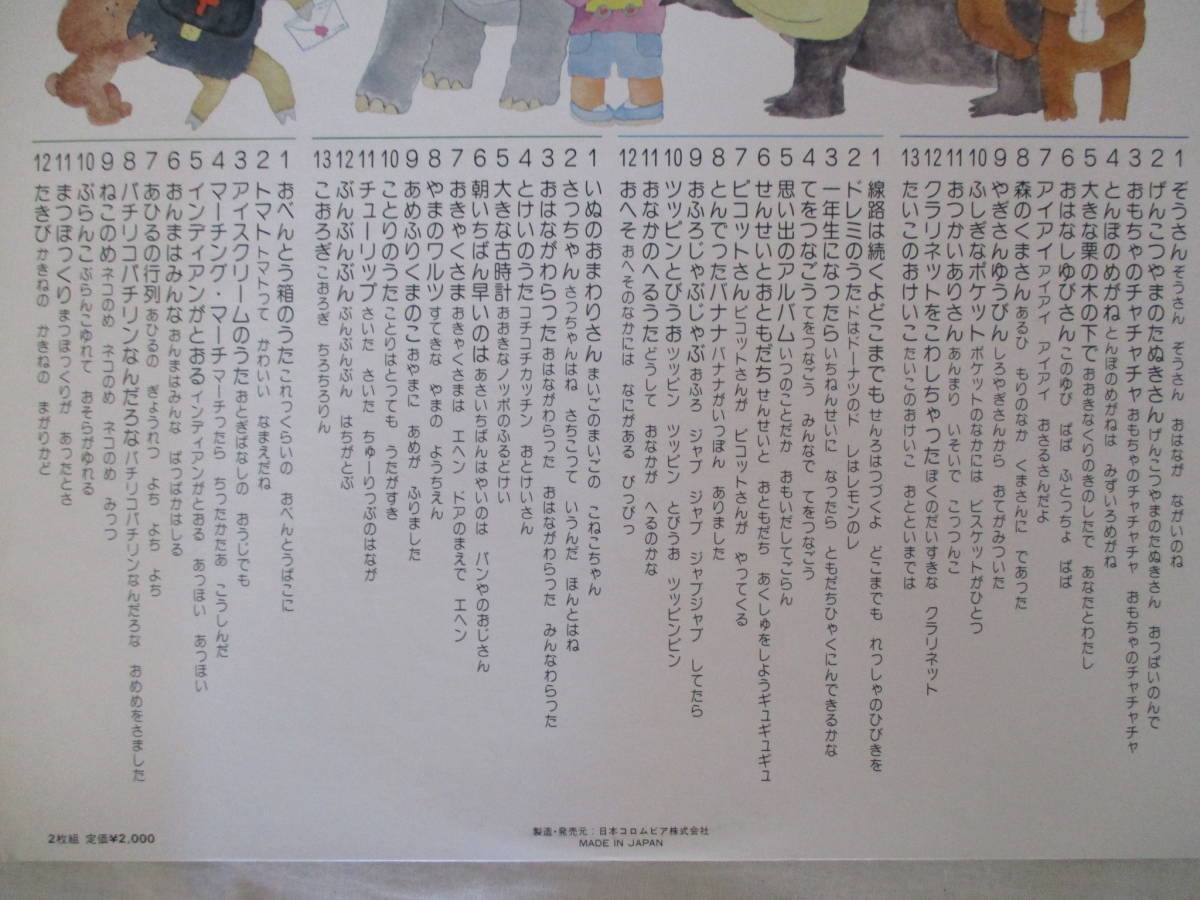 1 ぞうさん ぞうさん ぞうさん おはながながいのね
2 げんこつやまのたぬきさん げんこつやまのたぬきさん おっぱいのんで
3 おもちゃのチャチャチャ おもちゃのチャチャチャ おもちゃのチャチャチャ
4 とんぼのめがね とんぼのめがねは みずいろめがね
5 大きな栗の木の下で おおきなくりのきのしたで あなたとわたし
6 おはなしゆびさん このゆび ぱぱ ふとっちょ ぱぱ
7 アイアイ アイアイ アイアイ おさるさんだよ
8 森のくまさん あるひ もりのなか くまさんに であった
9 やぎさんゆうびん しろやぎさんから おてがみついた
10 ふしぎなポケット ポケットのなかには ビスケットがひとつ
11 おつかいありさん あんまり いそいで こっつんこ
12 クラリネットをこわしちゃった ぼくのだいすきな クラリネット
13 たいこのおけいこ たいこのおけいこ おとといまでは
1 線路は続くよどこまでも せんろはつづくよ どこまでも れっしゃのひびきを
2 ドレミのうた ドはドーナツのド レはレモンのレ
3 一年生になったら いちねんせいに なったら ともだちひゃくにんできるかな
4 てをつなごう てをつなごう みんなで てをつなごう
5 思い出のアルバム いつのことだか おもいだしてごらん
6 せんせいとおともだち せんせいと おともだち あくしゅをしようギュギュギュ
7 ピコットさん ピコットさんが ピコットさんが やってくる
8 とんでったバナナ バナナがいっぽん ありました
9 おふろじゃぶじゃぶ おふろ ジャブ ジャブ ジャブジャブ してたら
10 ツッピンとびうお ツッピン ツッピン とびうお ツッピンピン
11 おなかのへるうた どうして おなかが へるのかな
12 おへそ おへそのなかには なにがある ぴっぴっ
1 いぬのおまわりさん まいごのまいごの こねこちゃん
2 さっちゃん さっちゃんはね さちこって いうんだ ほんとはね
3 おはながわらった おはながわらった おはながわらった みんなわらった
4 とけいのうた コチコチカッチン おとけいさん
5 大きな古時計 おおきなノッポのふるどけい
6 朝いちばん早いのは あさいちばんはやいのは パンやのおじさん
7 おきゃくさま おきゃくさまは エヘン ドアのまえで エヘン
8 やまのワルツ すてきな やまの ようちえん
9 あめふりくまのこ おやまに あめが ふりました
10 ことりのうた ことりはとっても うたがすき
11 チューリップ さいた さいた ちゅーりっぷのはなが
12 ぶんぶんぶん ぶんぶんぶん はちがとぶ
13 こおろぎ こおろぎ ちろちろりん
1 おべんとう箱のうた これっくらいの おべんとうばこに
2 トマト トマトって かわいい なまえだね
3 アイスクリームのうた おとぎばなしの おうじでも
4 マーチング・マーチ マーチったら ちったかたあ こうしんだ
5 インディアンがとおる インディアンがとおる あっほい あっほい
6 おんまはみんな おんまはみんな ぱっぱかはしる
7 あひるの行列 あひるの ぎょうれつ よち よち よち
8 パチリコパチリンなんだろな パチリコパチリンなんだろな おめめをさました
9 ねこのめ ネコのめ ネコのめ ネコのめ みっつ
10 ぶらんこ ぶらんこゆれて おそらがゆれる
11 まつぼっくり まつぼっくりが あったとさ
12 たきび かきねの かきねの まがりかど
2枚組 定価¥2,000
製造・発売元：日本コロムビア株式会社
MADE IN JAPAN